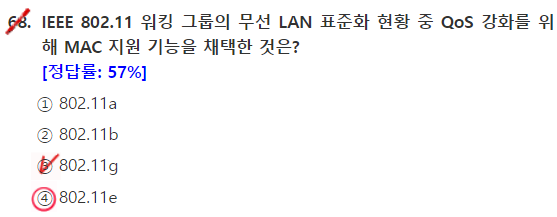 68. IEEE 802.11 워킹 그룹의 무선 LAN 표준화 현황 중 QoS 강화를 위
해 MAC 지원 기능을 채택한 것은?
[정답률: 57%]
① 802.11a
② 802.11b
③ 802.11g
④ 802.11e